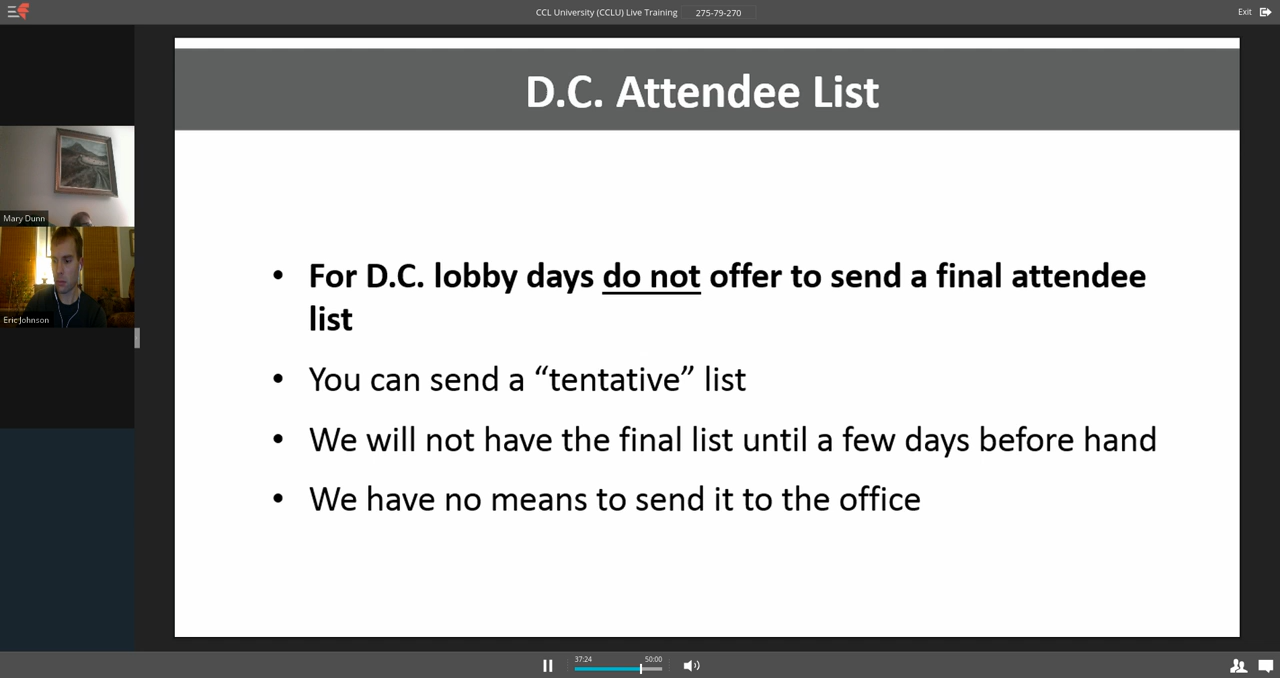 CCL University (CCLU) Live Training 275-79-270
Exit
D.C. Attendee List
Mary Dunn
Eric Johnson
• For D.C. lobby days do not offer to send a final attendee
list
• You can send a “tentative” list
• We will not have the final list until a few days before hand
• We have no means to send it to the office
37:24 50:00